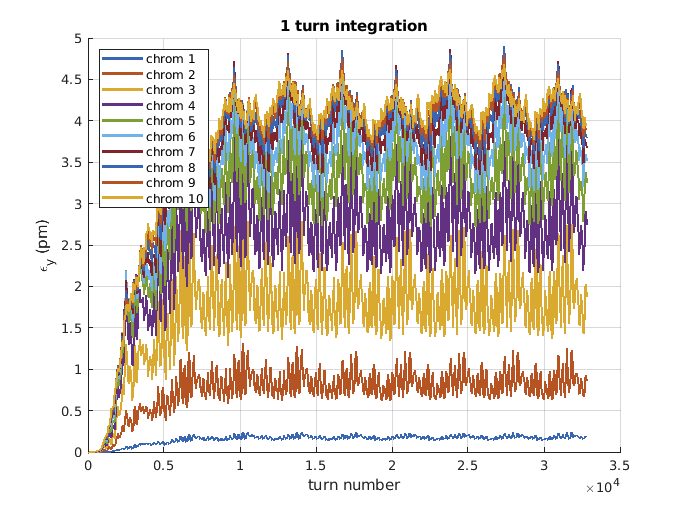 1 turn integration
5
4.5
4
3.5
3
2.5
2
1.5
1
0.5
0
ϵy (pm)
chrom 1
chrom 2
chrom 3
chrom 4
chrom 5
chrom 6
chrom 7
chrom 8
chrom 9
chrom 10
0 0.5 1 1.5 2 2.5 3 3.5
×10⁴
turn number